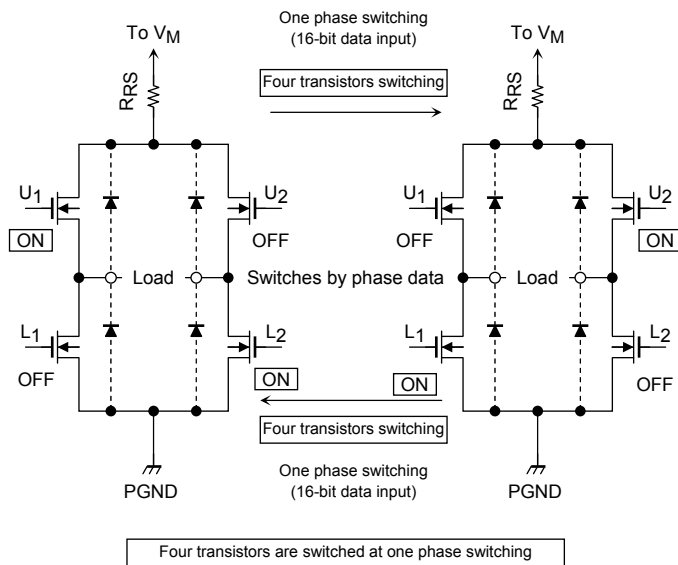 One phase switching
(16-bit data input)
To VM
To VM
Four transistors switching
RRS
RRS
U1
U2
U1
U2
ON
OFF
OFF
ON
Load
Switches by phase data
Load
L1
L2
L1
L2
OFF
ON
ON
OFF
Four transistors switching
One phase switching
(16-bit data input)
PGND
PGND
Four transistors are switched at one phase switching